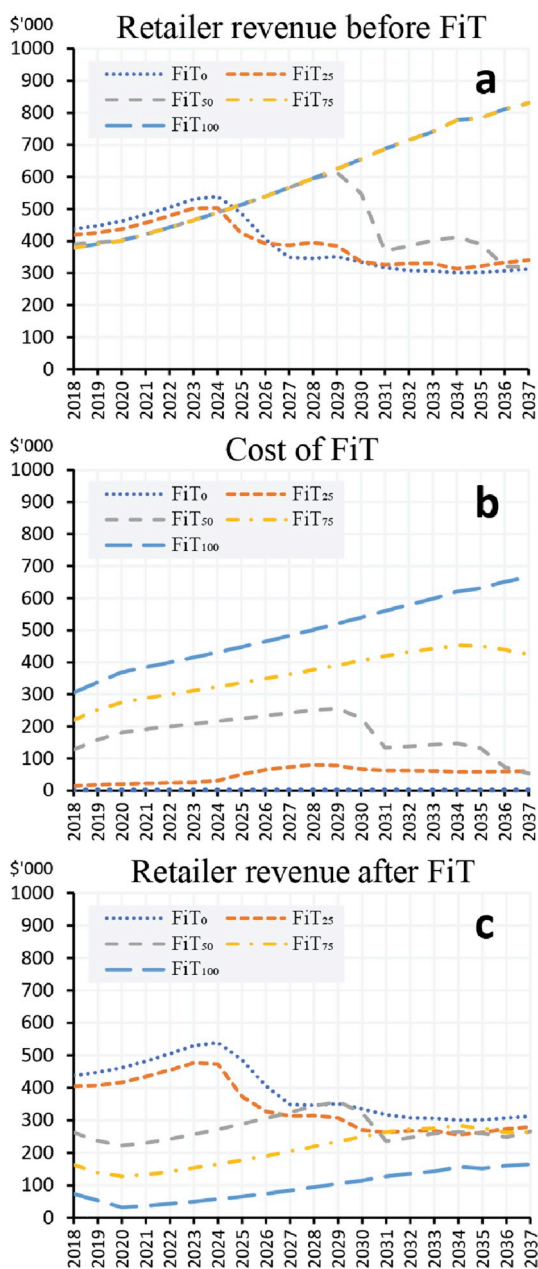 $'000 Retailer revenue before FiT
1000
900
800
700
600
500
400
300
200
100
0
FiT₀ FiT₂₅
FiT₅₀ FiT₇₅
FiT₁₀₀
a
2018 2019 2020 2021 2022 2023 2024 2025 2026 2027 2028 2029 2030 2031 2032 2033 2034 2035 2036 2037
$'000 Cost of FiT
1000
900
800
700
600
500
400
300
200
100
0
FiT₀ FiT₂₅
FiT₅₀ FiT₇₅
FiT₁₀₀
b
2018 2019 2020 2021 2022 2023 2024 2025 2026 2027 2028 2029 2030 2031 2032 2033 2034 2035 2036 2037
$'000 Retailer revenue after FiT
1000
900
800
700
600
500
400
300
200
100
0
FiT₀ FiT₂₅
FiT₅₀ FiT₇₅
FiT₁₀₀
c
2018 2019 2020 2021 2022 2023 2024 2025 2026 2027 2028 2029 2030 2031 2032 2033 2034 2035 2036 2037